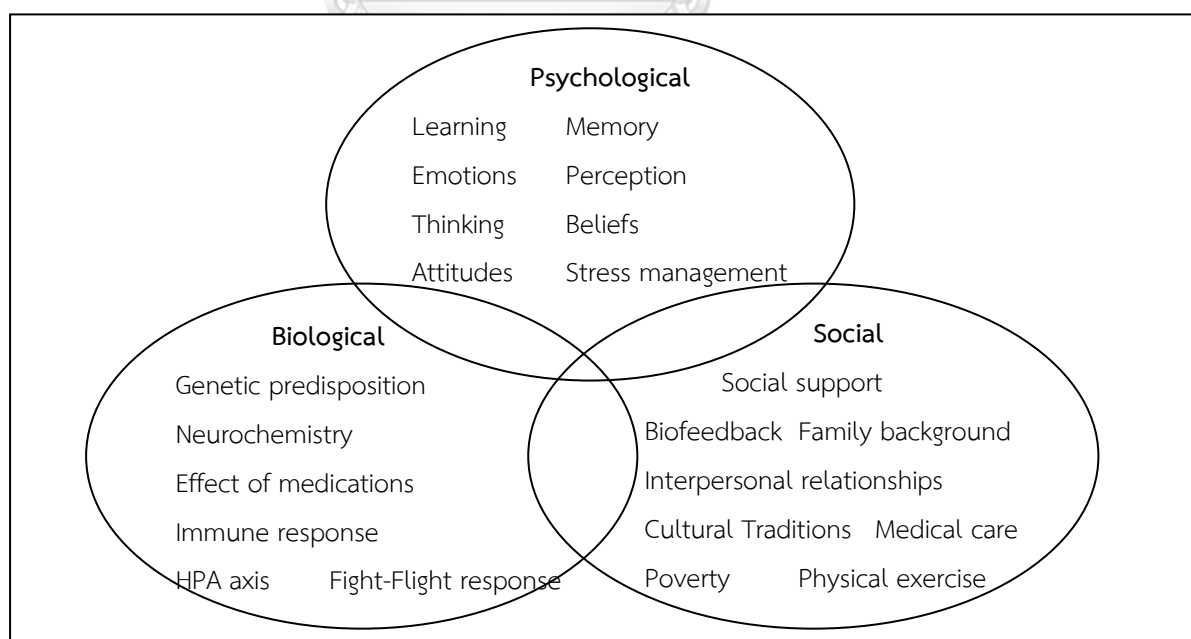 Psychological
Learning Memory
Emotions Perception
Thinking Beliefs
Attitudes Stress management
Biological
Genetic predisposition
Neurochemistry
Effect of medications
Immune response
HPA axis Fight-Flight response
Social
Social support
Biofeedback Family background
Interpersonal relationships
Cultural Traditions Medical care
Poverty Physical exercise